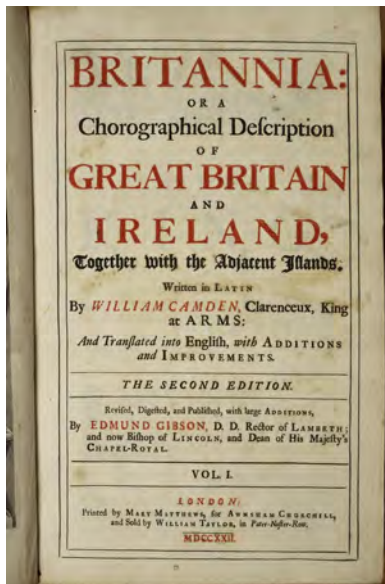 BRITANNIA:
OR A
Chorographical Deſcription
OF
GREAT BRITAIN
AND
IRELAND,
Together with the Adjacent Iſlands.
Written in LATIN
By WILLIAM CAMDEN, Clarenceux, King
at ARMS:
And Tranſlated into Engliſh, with ADDITIONS
and IMPROVEMENTS.
THE SECOND EDITION.
Reviſed, Digeſted, and Publiſhed, with large ADDITIONS,
By EDMUND GIBSON, D. D. Rector of LAMBETH;
and now Biſhop of LINCOLN, and Dean of His Majeſty's
CHAPEL-ROYAL.
VOL. I.
LONDON:
Printed by MARY MATTHEWS, for AWNSHAM CHURCHILL,
and Sold by WILLIAM TAYLOR, in Pater-Noſter-Row.
MDCCXXII.